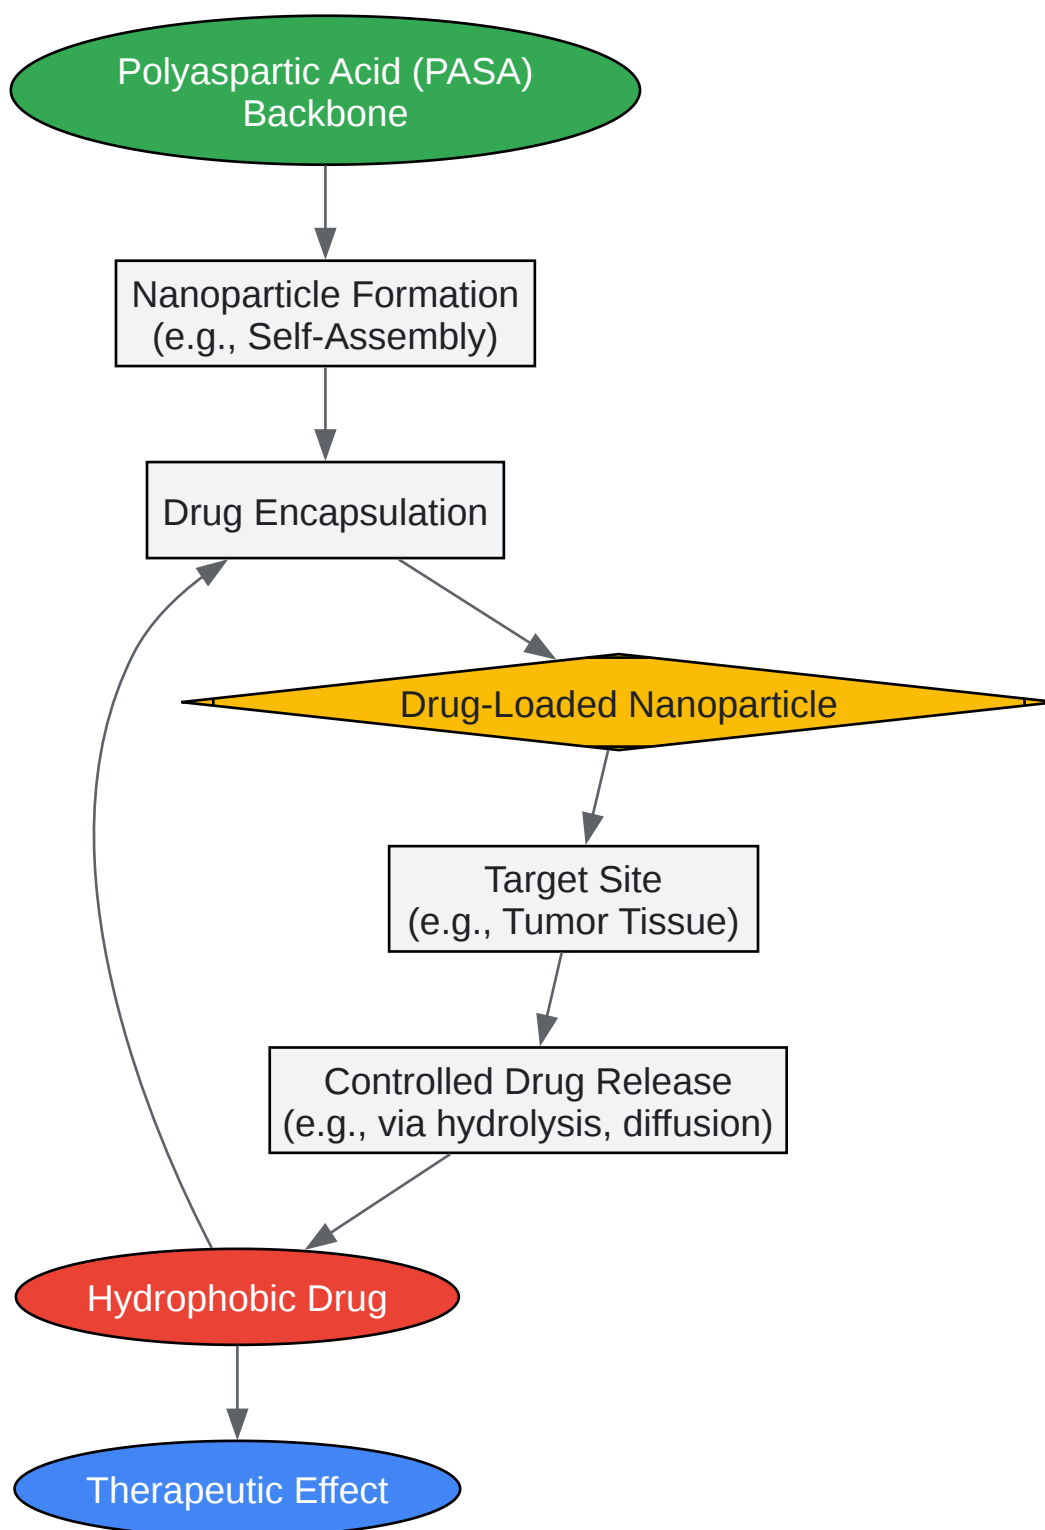 Polyaspartic Acid (PASA)
Backbone
Nanoparticle Formation
(e.g., Self-Assembly)
Drug Encapsulation
Drug-Loaded Nanoparticle
Target Site
(e.g., Tumor Tissue)
Controlled Drug Release
(e.g., via hydrolysis, diffusion)
Hydrophobic Drug
Therapeutic Effect